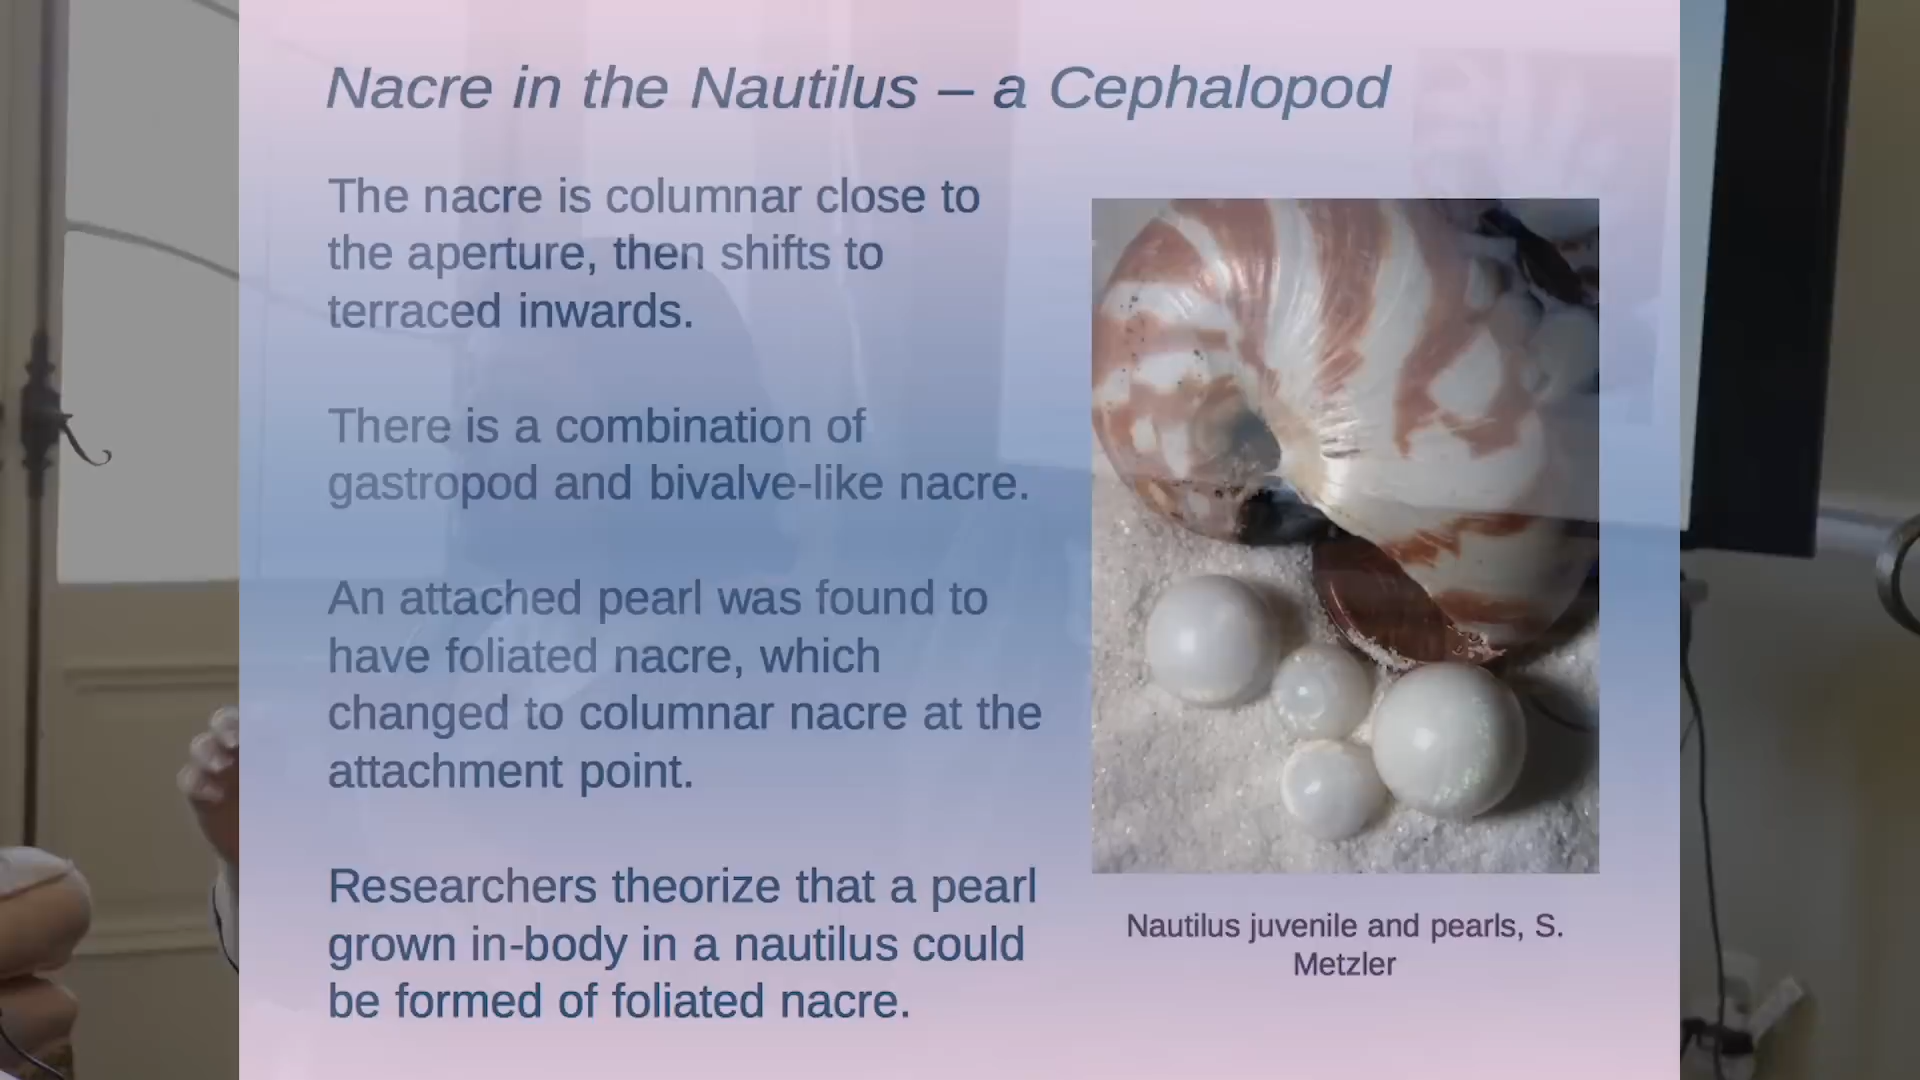 Nacre in the Nautilus – a Cephalopod
The nacre is columnar close to
the aperture, then shifts to
terraced inwards.
There is a combination of
gastropod and bivalve-like nacre.
An attached pearl was found to
have foliated nacre, which
changed to columnar nacre at the
attachment point.
Researchers theorize that a pearl
grown in-body in a nautilus could
be formed of foliated nacre.
Nautilus juvenile and pearls, S.
Metzler